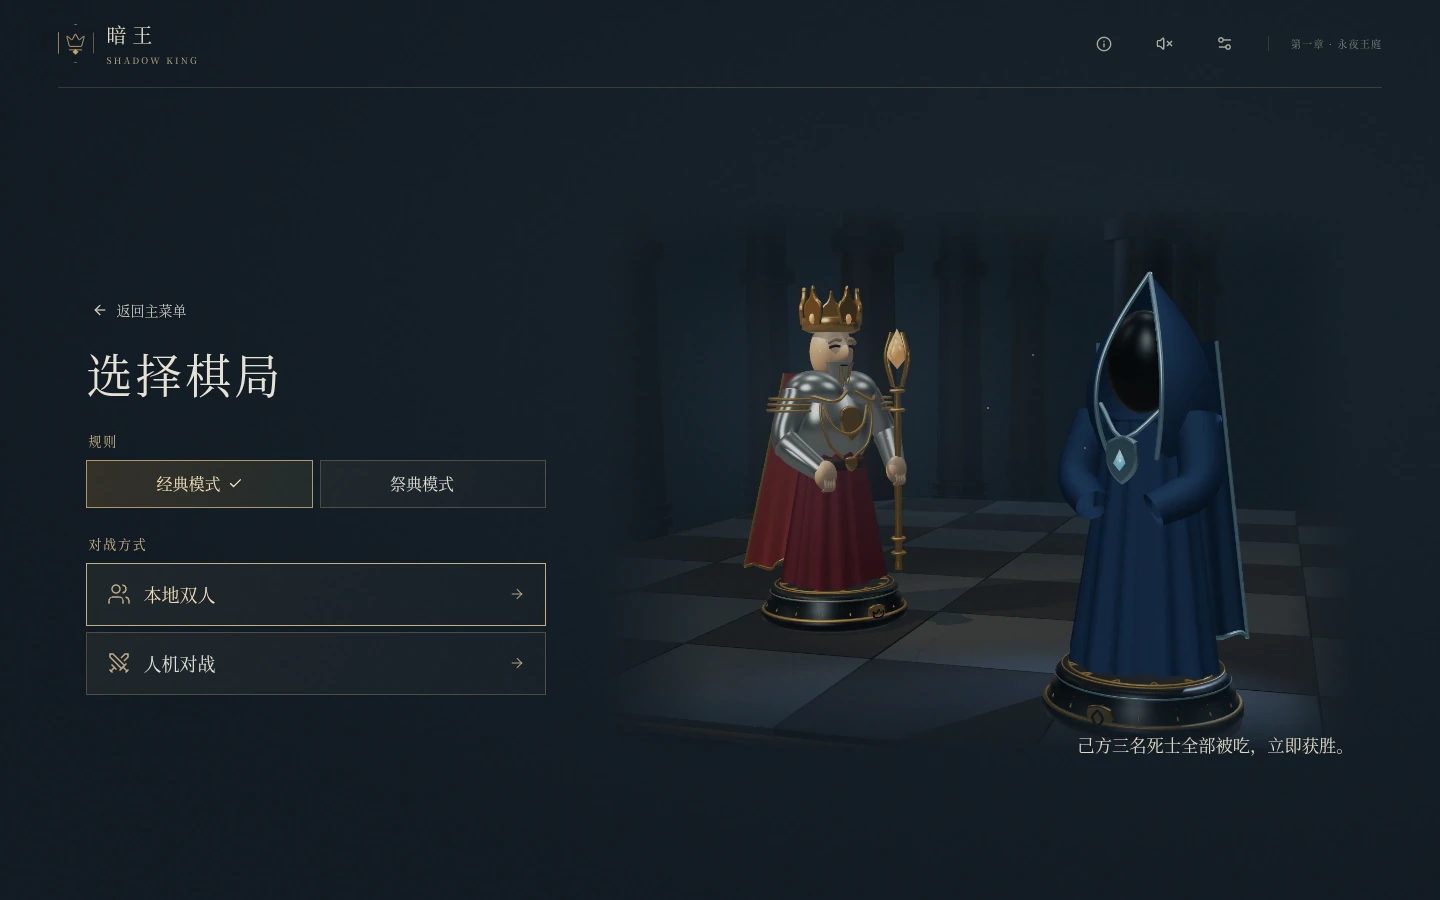 暗王
SHADOW KING
第一章 · 永夜王庭
返回主菜单
选择棋局
规则
经典模式
祭典模式
对战方式
本地双人
人机对战
己方三名死士全部被吃，立即获胜。